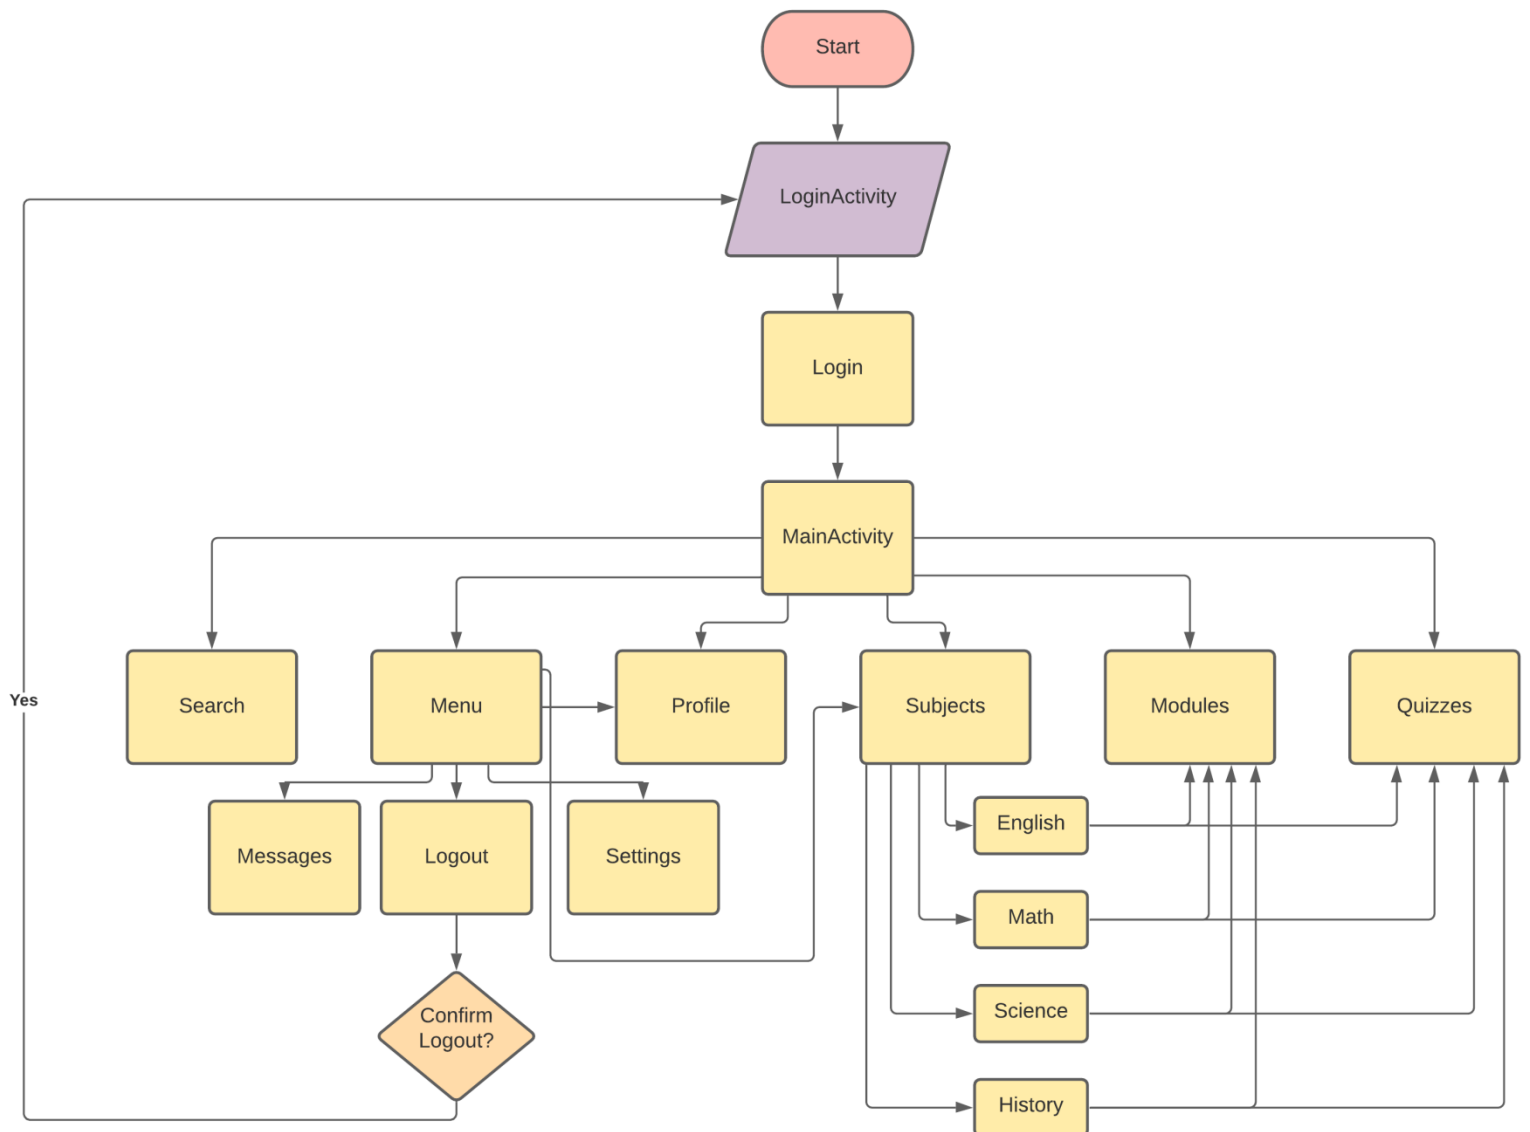 Start
LoginActivity
Login
MainActivity
Search
Menu
Profile
Subjects
Modules
Quizzes
Yes
Messages
Logout
Settings
English
Math
Science
History
Confirm
Logout?